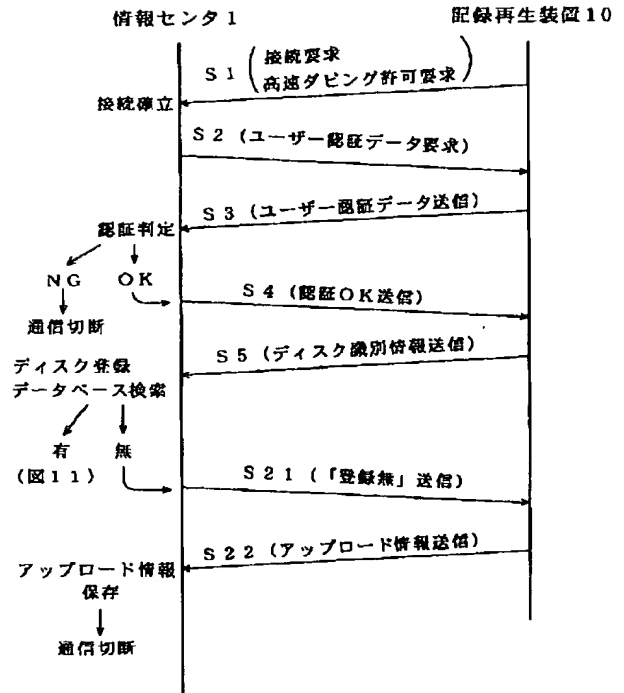 情報センタ1
記録再生装置10
S1 (接続要求
高速ダビング許可要求)
接続確立
S2 (ユーザー認証データ要求)
S3 (ユーザー認証データ送信)
認証判定
NG OK
S4 (認証OK送信)
通信切断
S5 (ディスク識別情報送信)
ディスク登録
データベース検索
有 無
(図11)
S21 (「登録無」送信)
S22 (アップロード情報送信)
アップロード情報
保存
通信切断